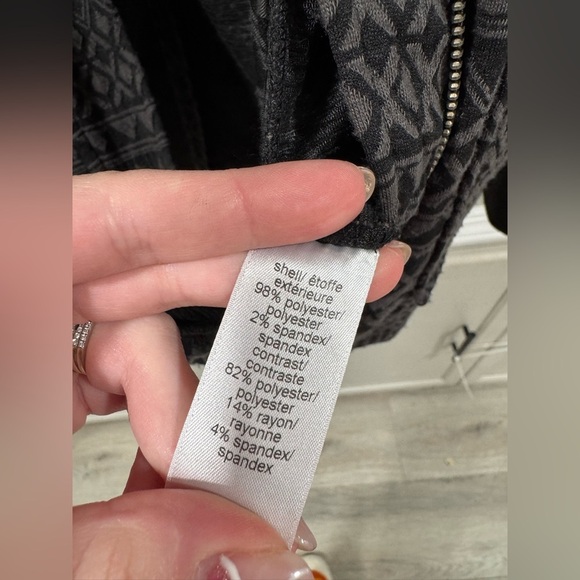 shell/ étoffe
extérieure
98% polyester/
polyester
2% spandex/
spandex
contrast/
contraste
82% polyester/
polyester
14% rayon/
rayonne
4% spandex/
spandex